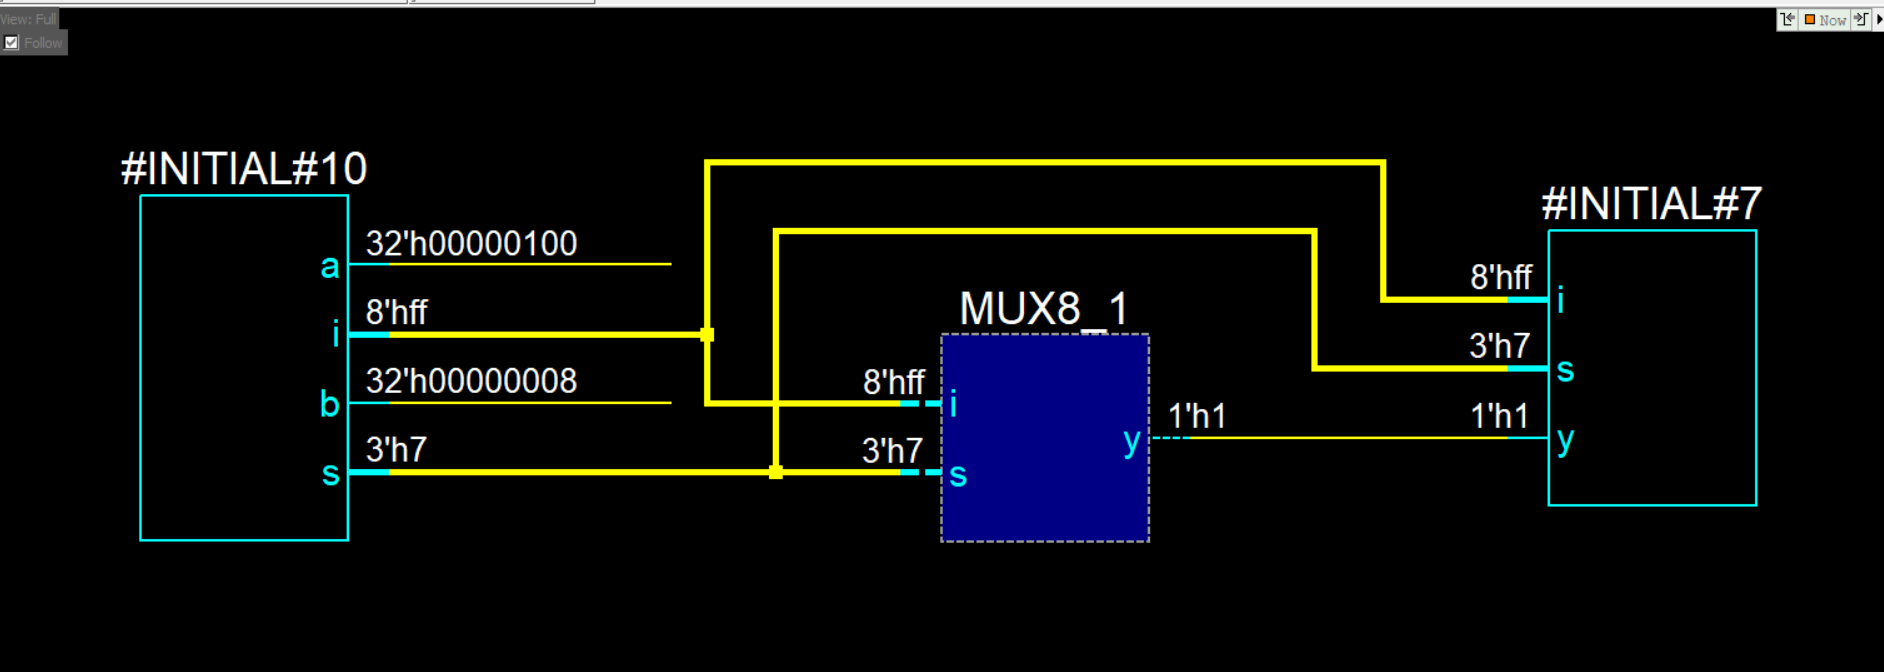 View: Full
Follow
Now
#INITIAL#10
a
32'h00000100
i
8'hff
b
32'h00000008
s
3'h7
MUX8_1
8'hff
i
3'h7
s
y
1'h1
#INITIAL#7
8'hff
i
3'h7
s
1'h1
y